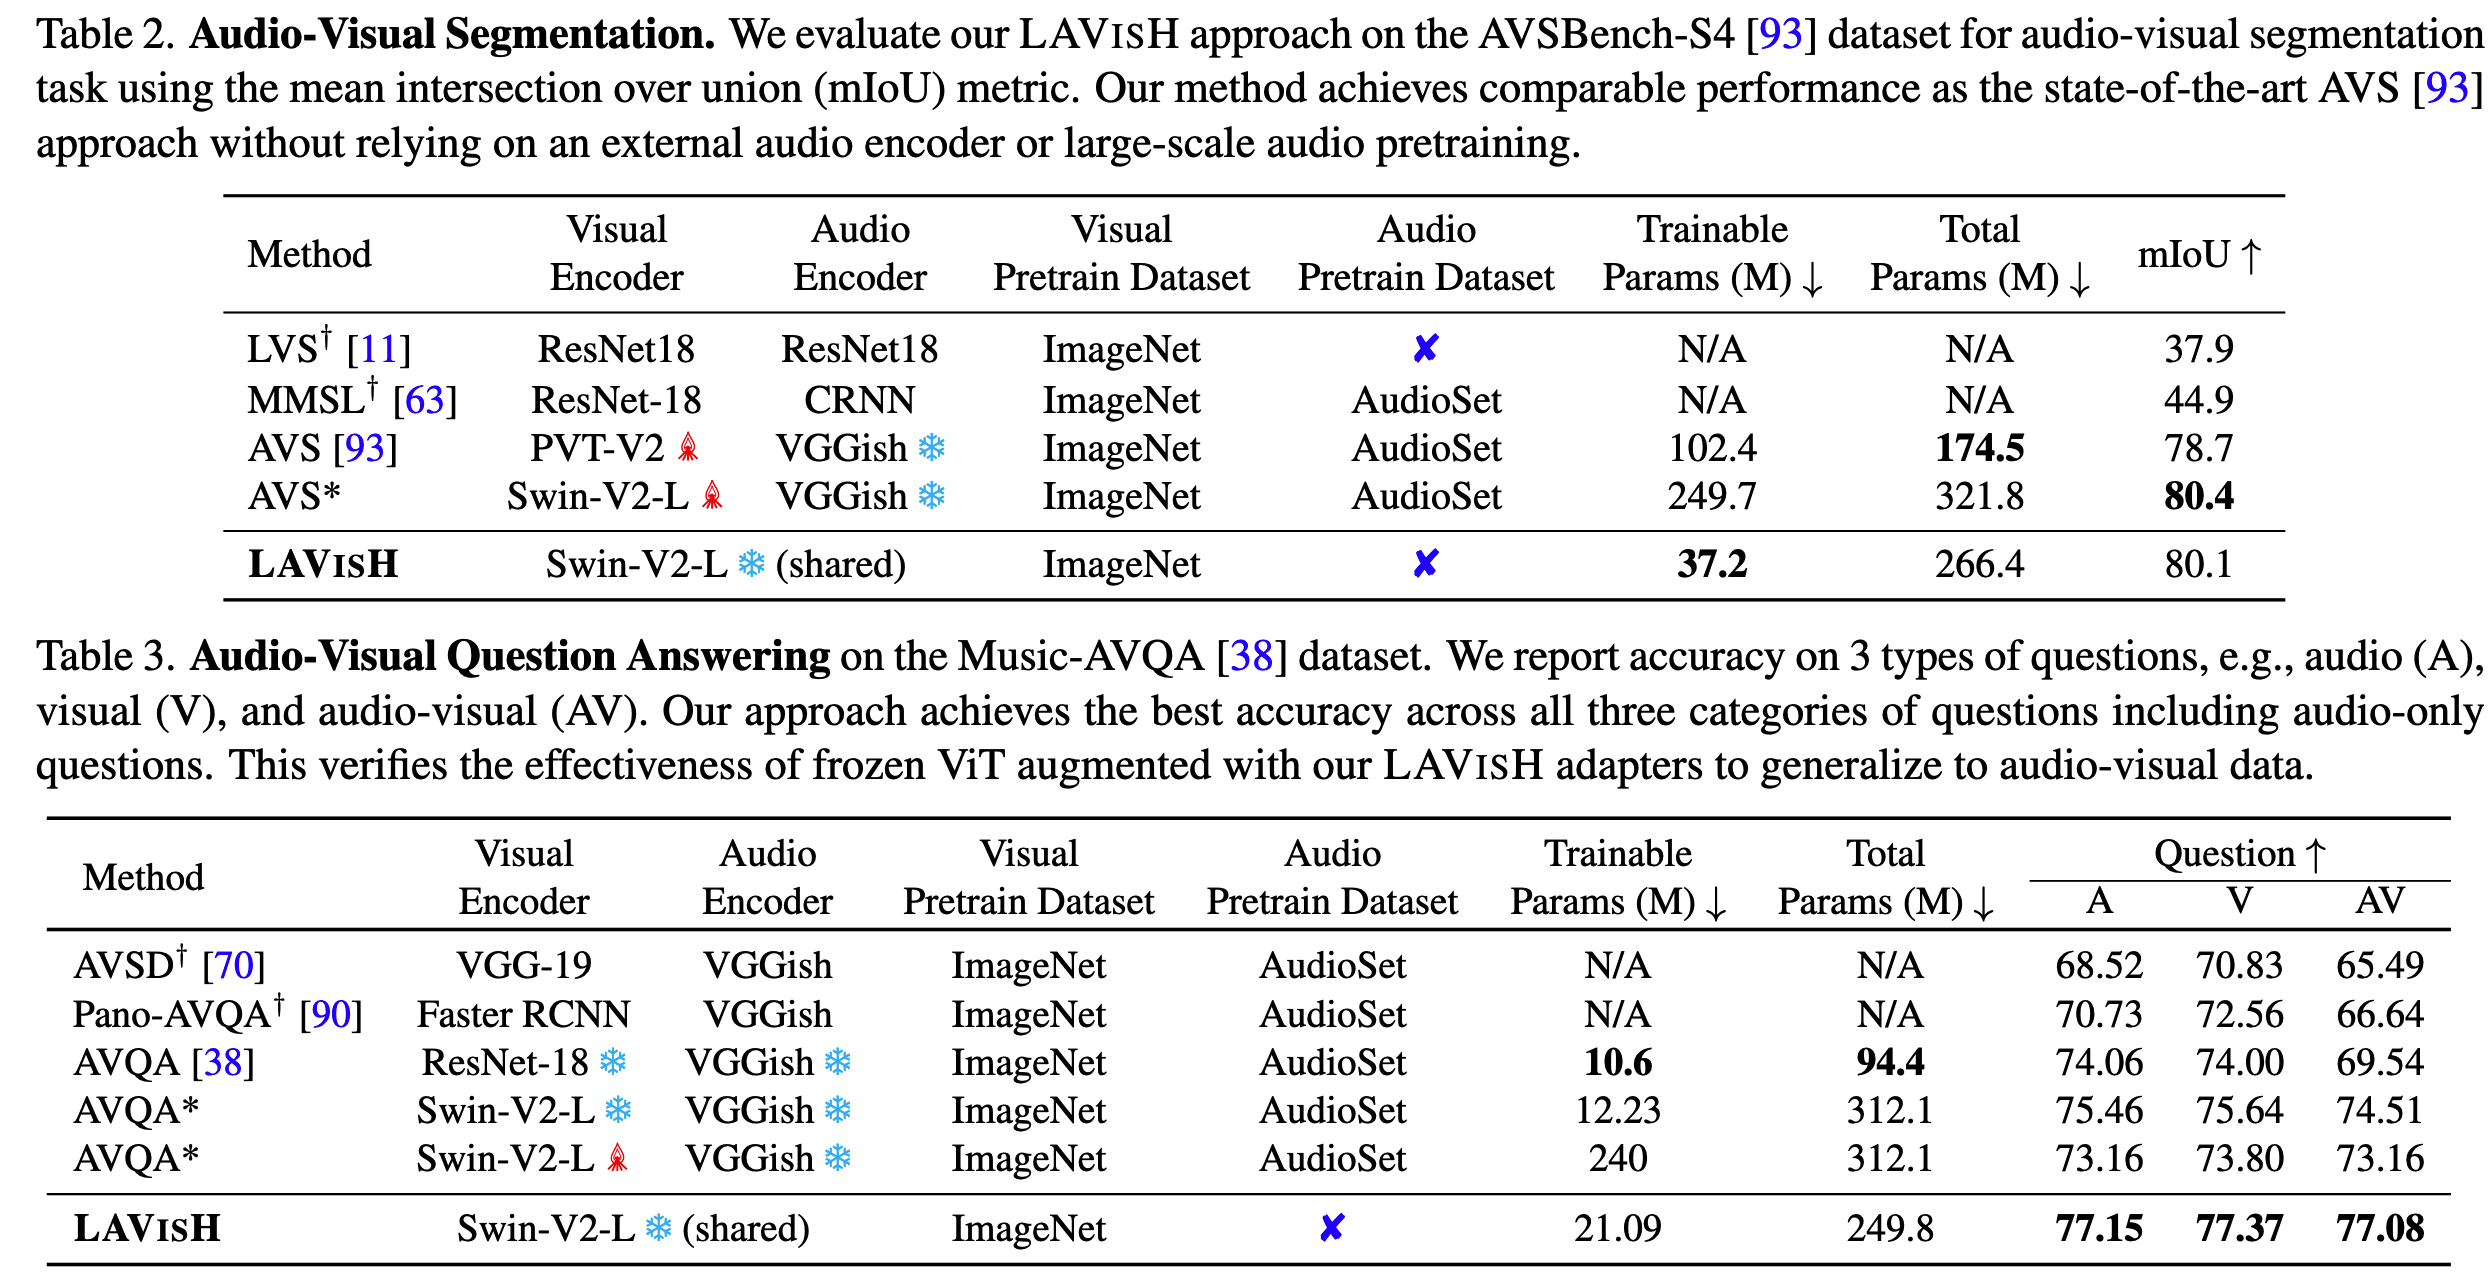 Table 2. Audio-Visual Segmentation. We evaluate our LAVISH approach on the AVSBench-S4 [93] dataset for audio-visual segmentation
task using the mean intersection over union (mIoU) metric. Our method achieves comparable performance as the state-of-the-art AVS [93]
approach without relying on an external audio encoder or large-scale audio pretraining.
Method Visual Encoder Audio Encoder Visual Pretrain Dataset Audio Pretrain Dataset Trainable Params (M) ↓ Total Params (M) ↓ mIoU ↑
LVS† [11] ResNet18 ResNet18 ImageNet ✘ N/A N/A 37.9
MMSL† [63] ResNet-18 CRNN ImageNet AudioSet N/A N/A 44.9
AVS [93] PVT-V2 VGGish ImageNet AudioSet 102.4 174.5 78.7
AVS* Swin-V2-L VGGish ImageNet AudioSet 249.7 321.8 80.4
LAVISH Swin-V2-L (shared) ImageNet ✘ 37.2 266.4 80.1
Table 3. Audio-Visual Question Answering on the Music-AVQA [38] dataset. We report accuracy on 3 types of questions, e.g., audio (A),
visual (V), and audio-visual (AV). Our approach achieves the best accuracy across all three categories of questions including audio-only
questions. This verifies the effectiveness of frozen ViT augmented with our LAVISH adapters to generalize to audio-visual data.
Method Visual Encoder Audio Encoder Visual Pretrain Dataset Audio Pretrain Dataset Trainable Params (M) ↓ Total Params (M) ↓ Question ↑
A V AV
AVSD† [70] VGG-19 VGGish ImageNet AudioSet N/A N/A 68.52 70.83 65.49
Pano-AVQA† [90] Faster RCNN VGGish ImageNet AudioSet N/A N/A 70.73 72.56 66.64
AVQA [38] ResNet-18 VGGish ImageNet AudioSet 10.6 94.4 74.06 74.00 69.54
AVQA* Swin-V2-L VGGish ImageNet AudioSet 12.23 312.1 75.46 75.64 74.51
AVQA* Swin-V2-L VGGish ImageNet AudioSet 240 312.1 73.16 73.80 73.16
LAVISH Swin-V2-L (shared) ImageNet ✘ 21.09 249.8 77.15 77.37 77.08